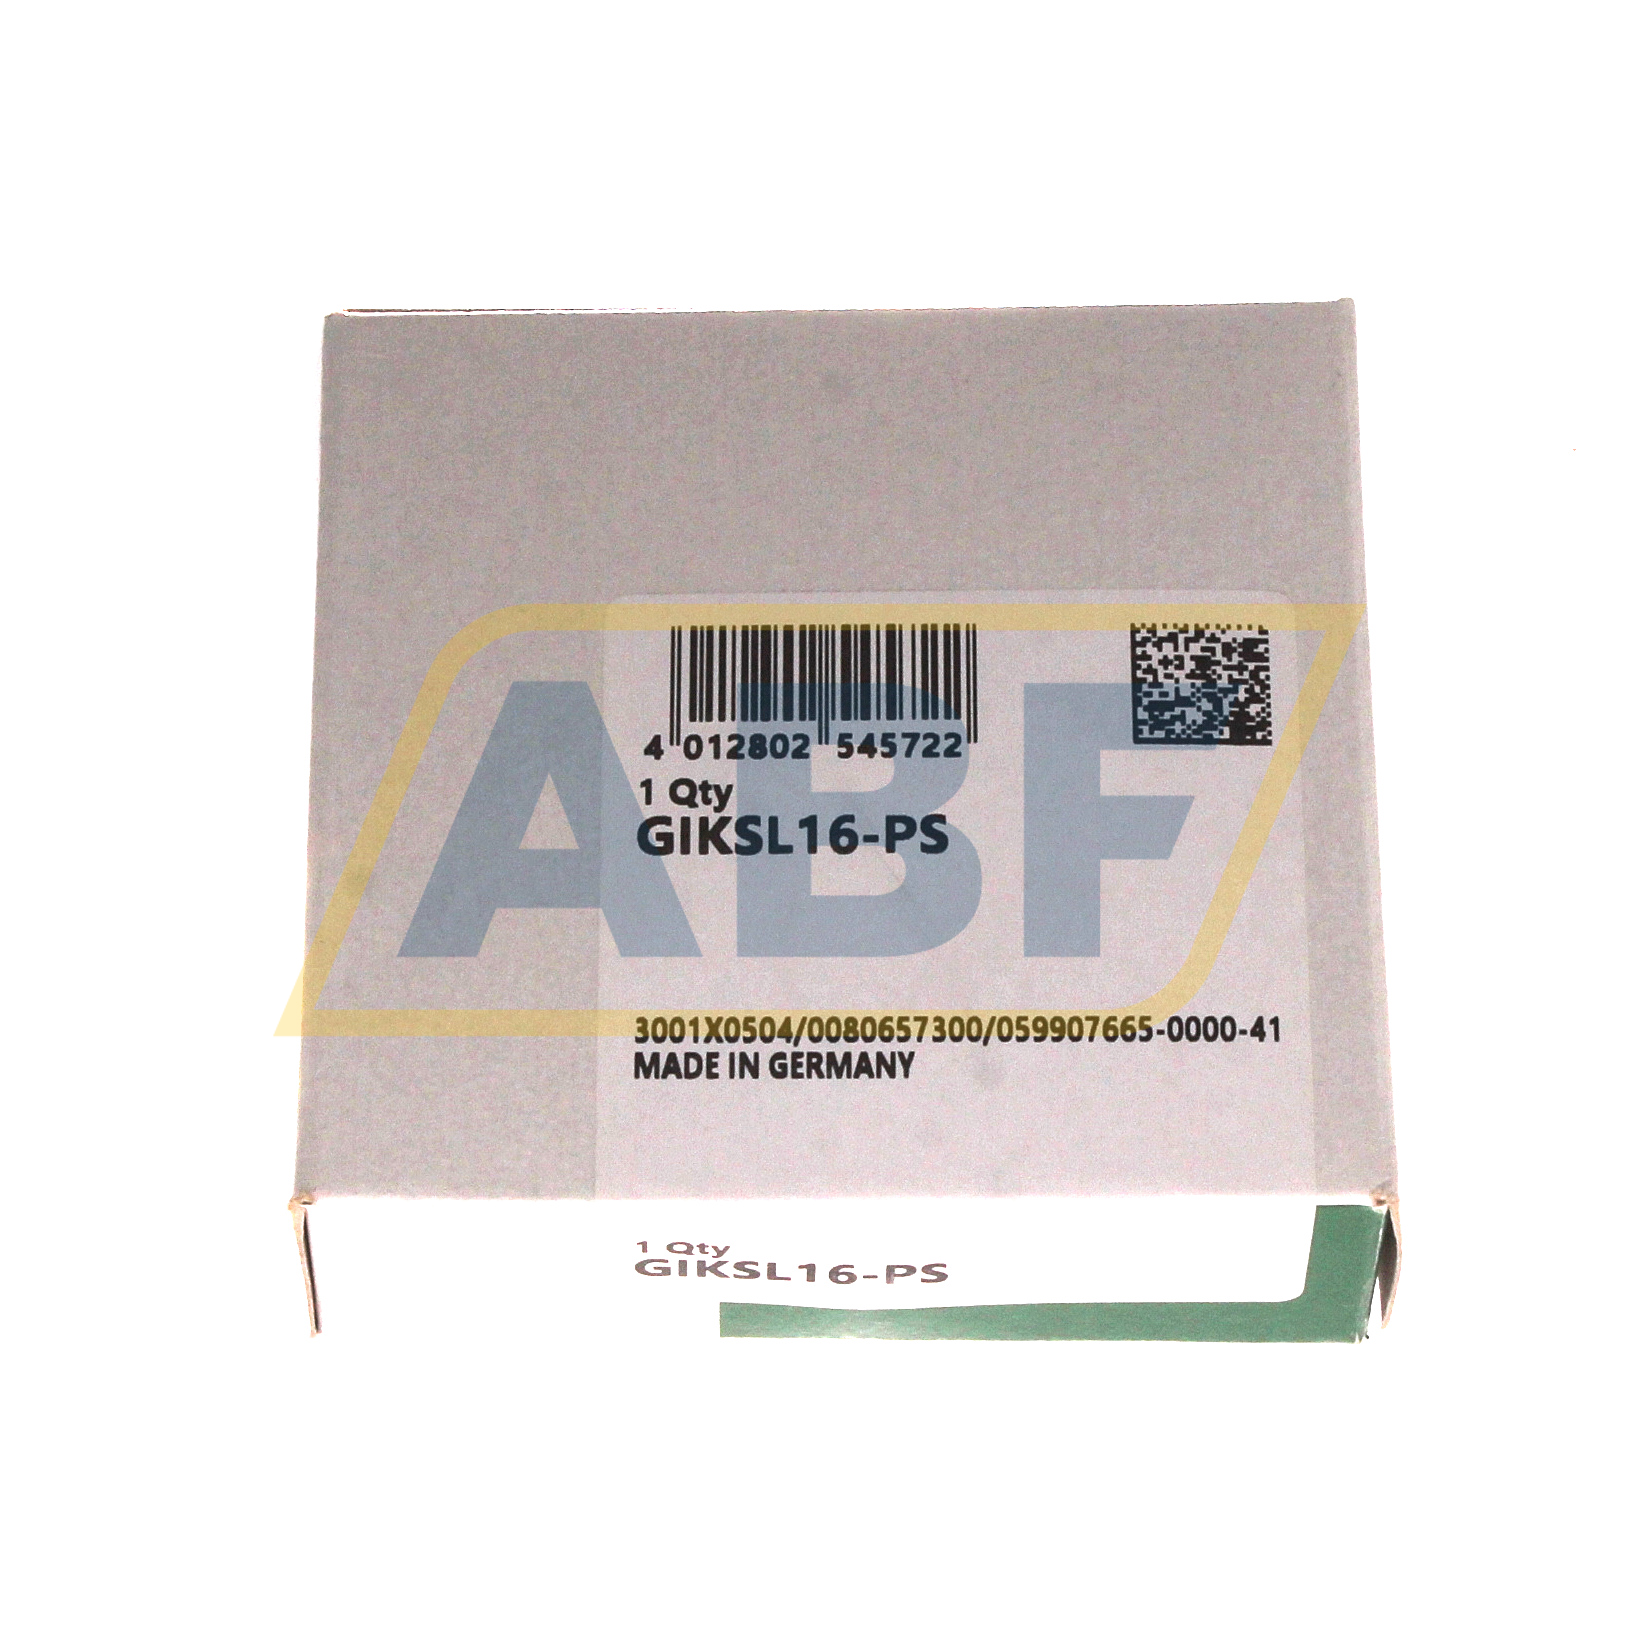 4 012802 545722
1 Qty
GIKSL16-PS
ABF
3001X0504/0080657300/059907665-0000-41
MADE IN GERMANY
1 Qty
GIKSL16-PS